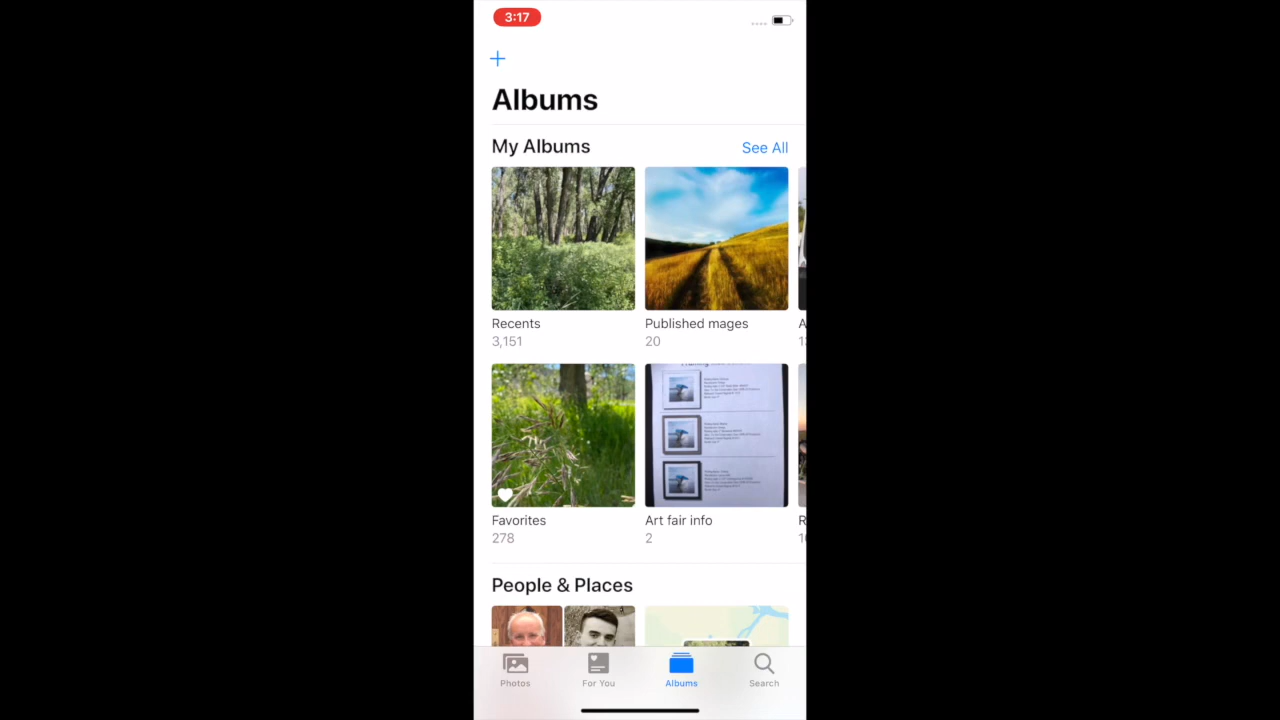 3:17
Albums
My Albums See All
Recents Published mages
3,151 20
Favorites Art fair info
278 2
People & Places
Photos For You Albums Search